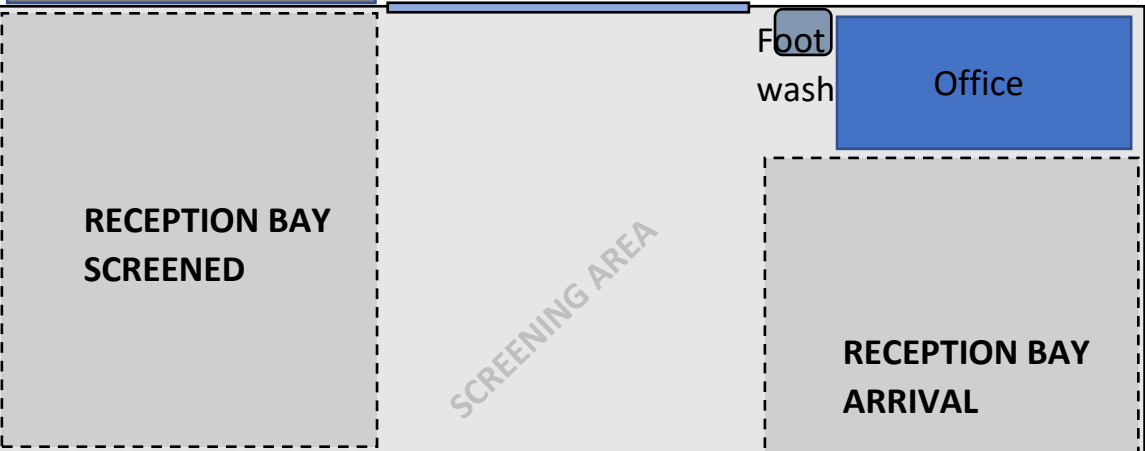 Foot
wash
Office
RECEPTION BAY
SCREENED
SCREENING AREA
RECEPTION BAY
ARRIVAL